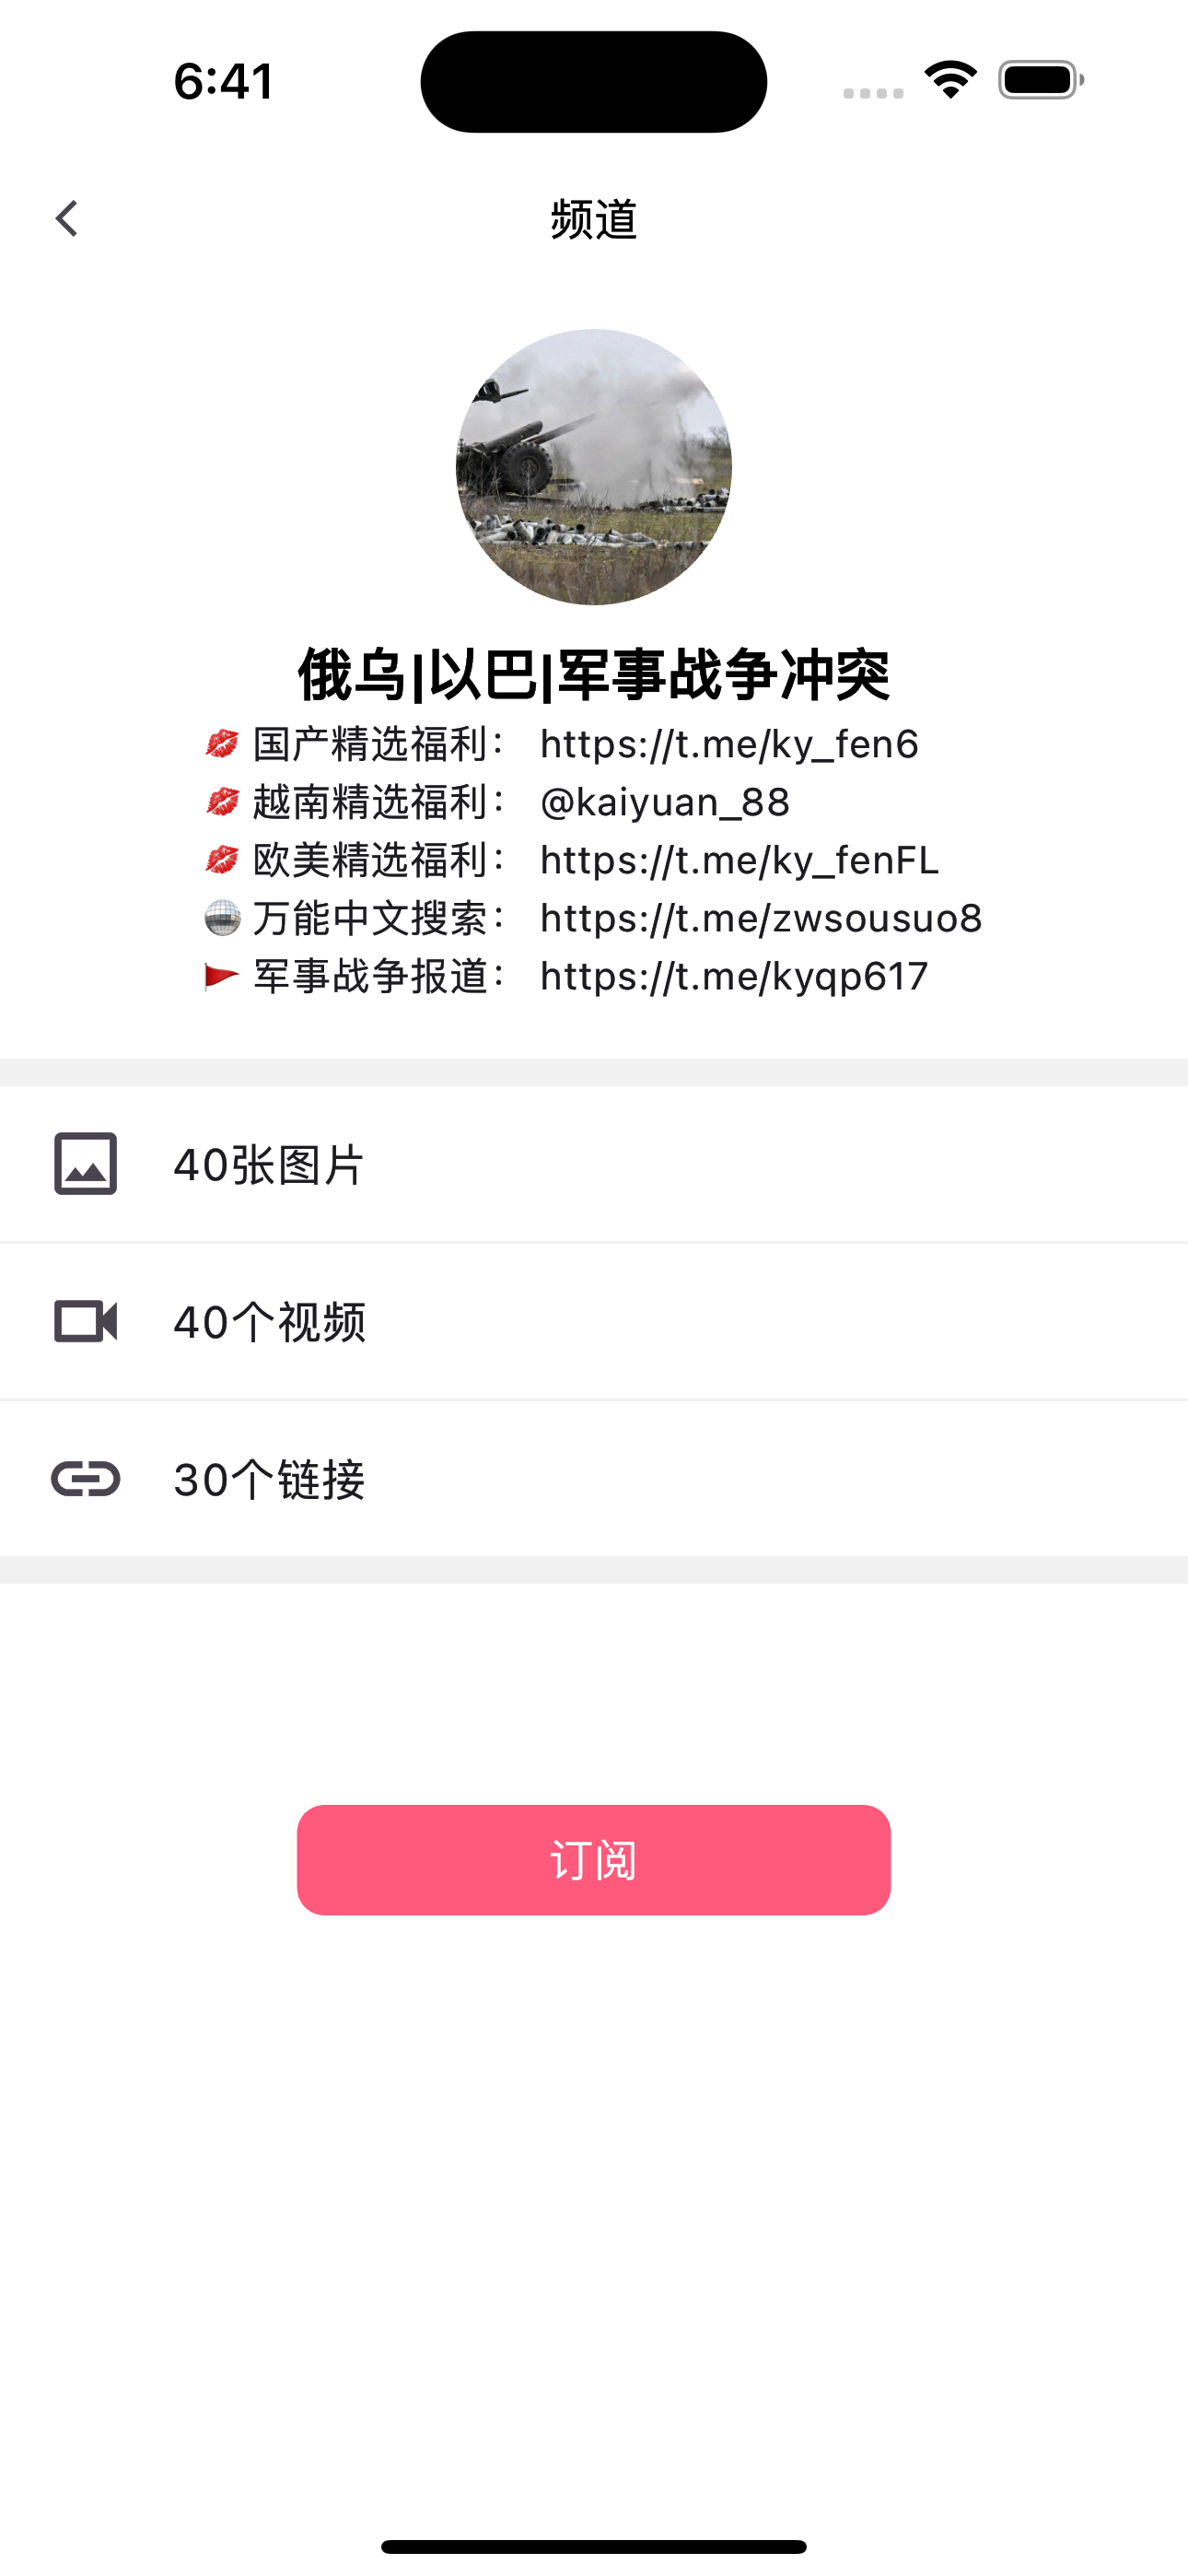 6:41
频道
俄乌|以巴|军事战争冲突
💋 国产精选福利： https://t.me/ky_fen6
💋 越南精选福利： @kaiyuan_88
💋 欧美精选福利： https://t.me/ky_fenFL
🪩 万能中文搜索： https://t.me/zwsousuo8
🚩 军事战争报道： https://t.me/kyqp617
40张图片
40个视频
30个链接
订阅